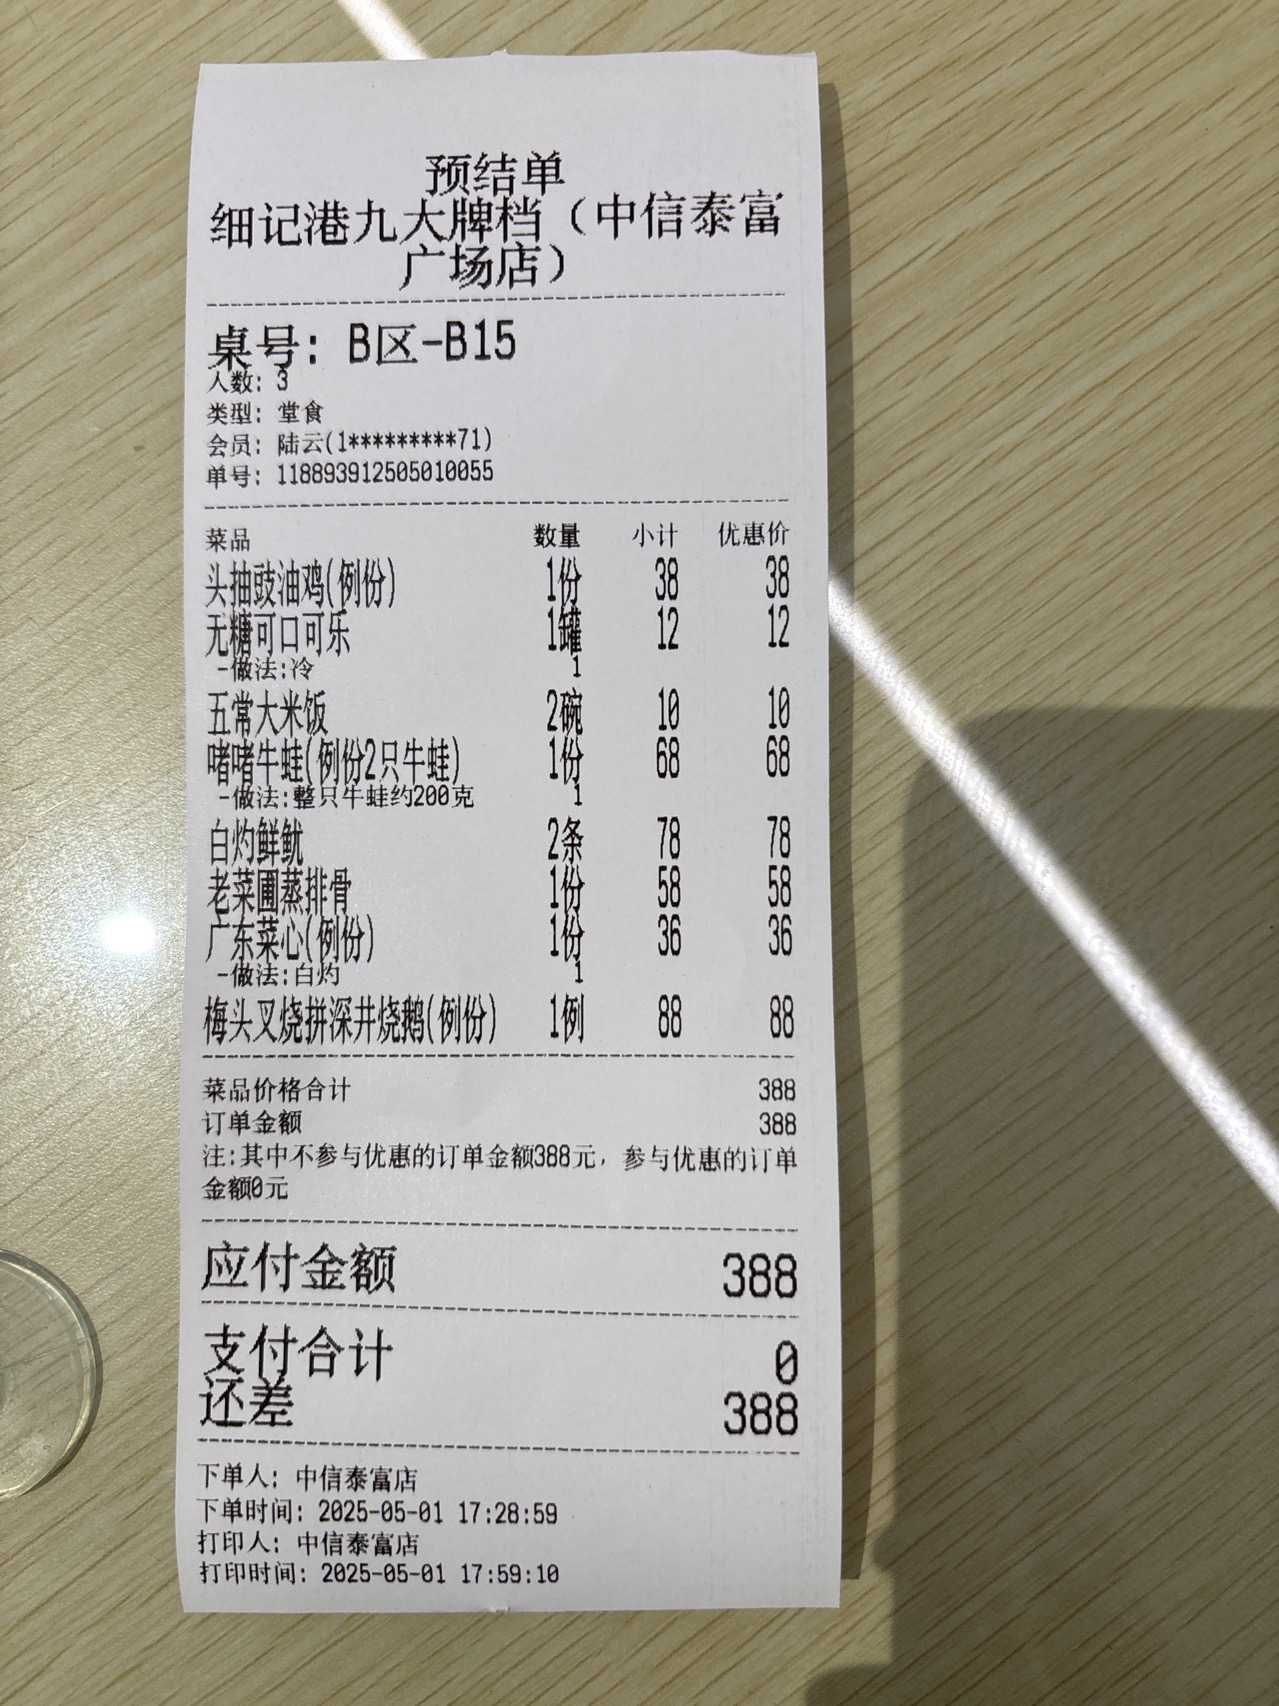 预结单
细记港九大牌档（中信泰富
广场店）
桌号: B区-B15
人数: 3
类型: 堂食
会员: 陆云(1*********71)
单号: 118893912505010055
菜品 数量 小计 优惠价
头抽豉油鸡(例份) 1份 38 38
无糖可口可乐 1罐 12 12
-做法:冷 1
五常大米饭 2碗 10 10
啫啫牛蛙(例份2只牛蛙) 1份 68 68
-做法:整只牛蛙约200克 1
白灼鲜鱿 2条 78 78
老菜圃蒸排骨 1份 58 58
广东菜心(例份) 1份 36 36
-做法:白灼 1
梅头叉烧拼深井烧鹅(例份) 1例 88 88
菜品价格合计 388
订单金额 388
注:其中不参与优惠的订单金额388元，参与优惠的订单
金额0元
应付金额 388
支付合计 0
还差 388
下单人: 中信泰富店
下单时间: 2025-05-01 17:28:59
打印人: 中信泰富店
打印时间: 2025-05-01 17:59:10